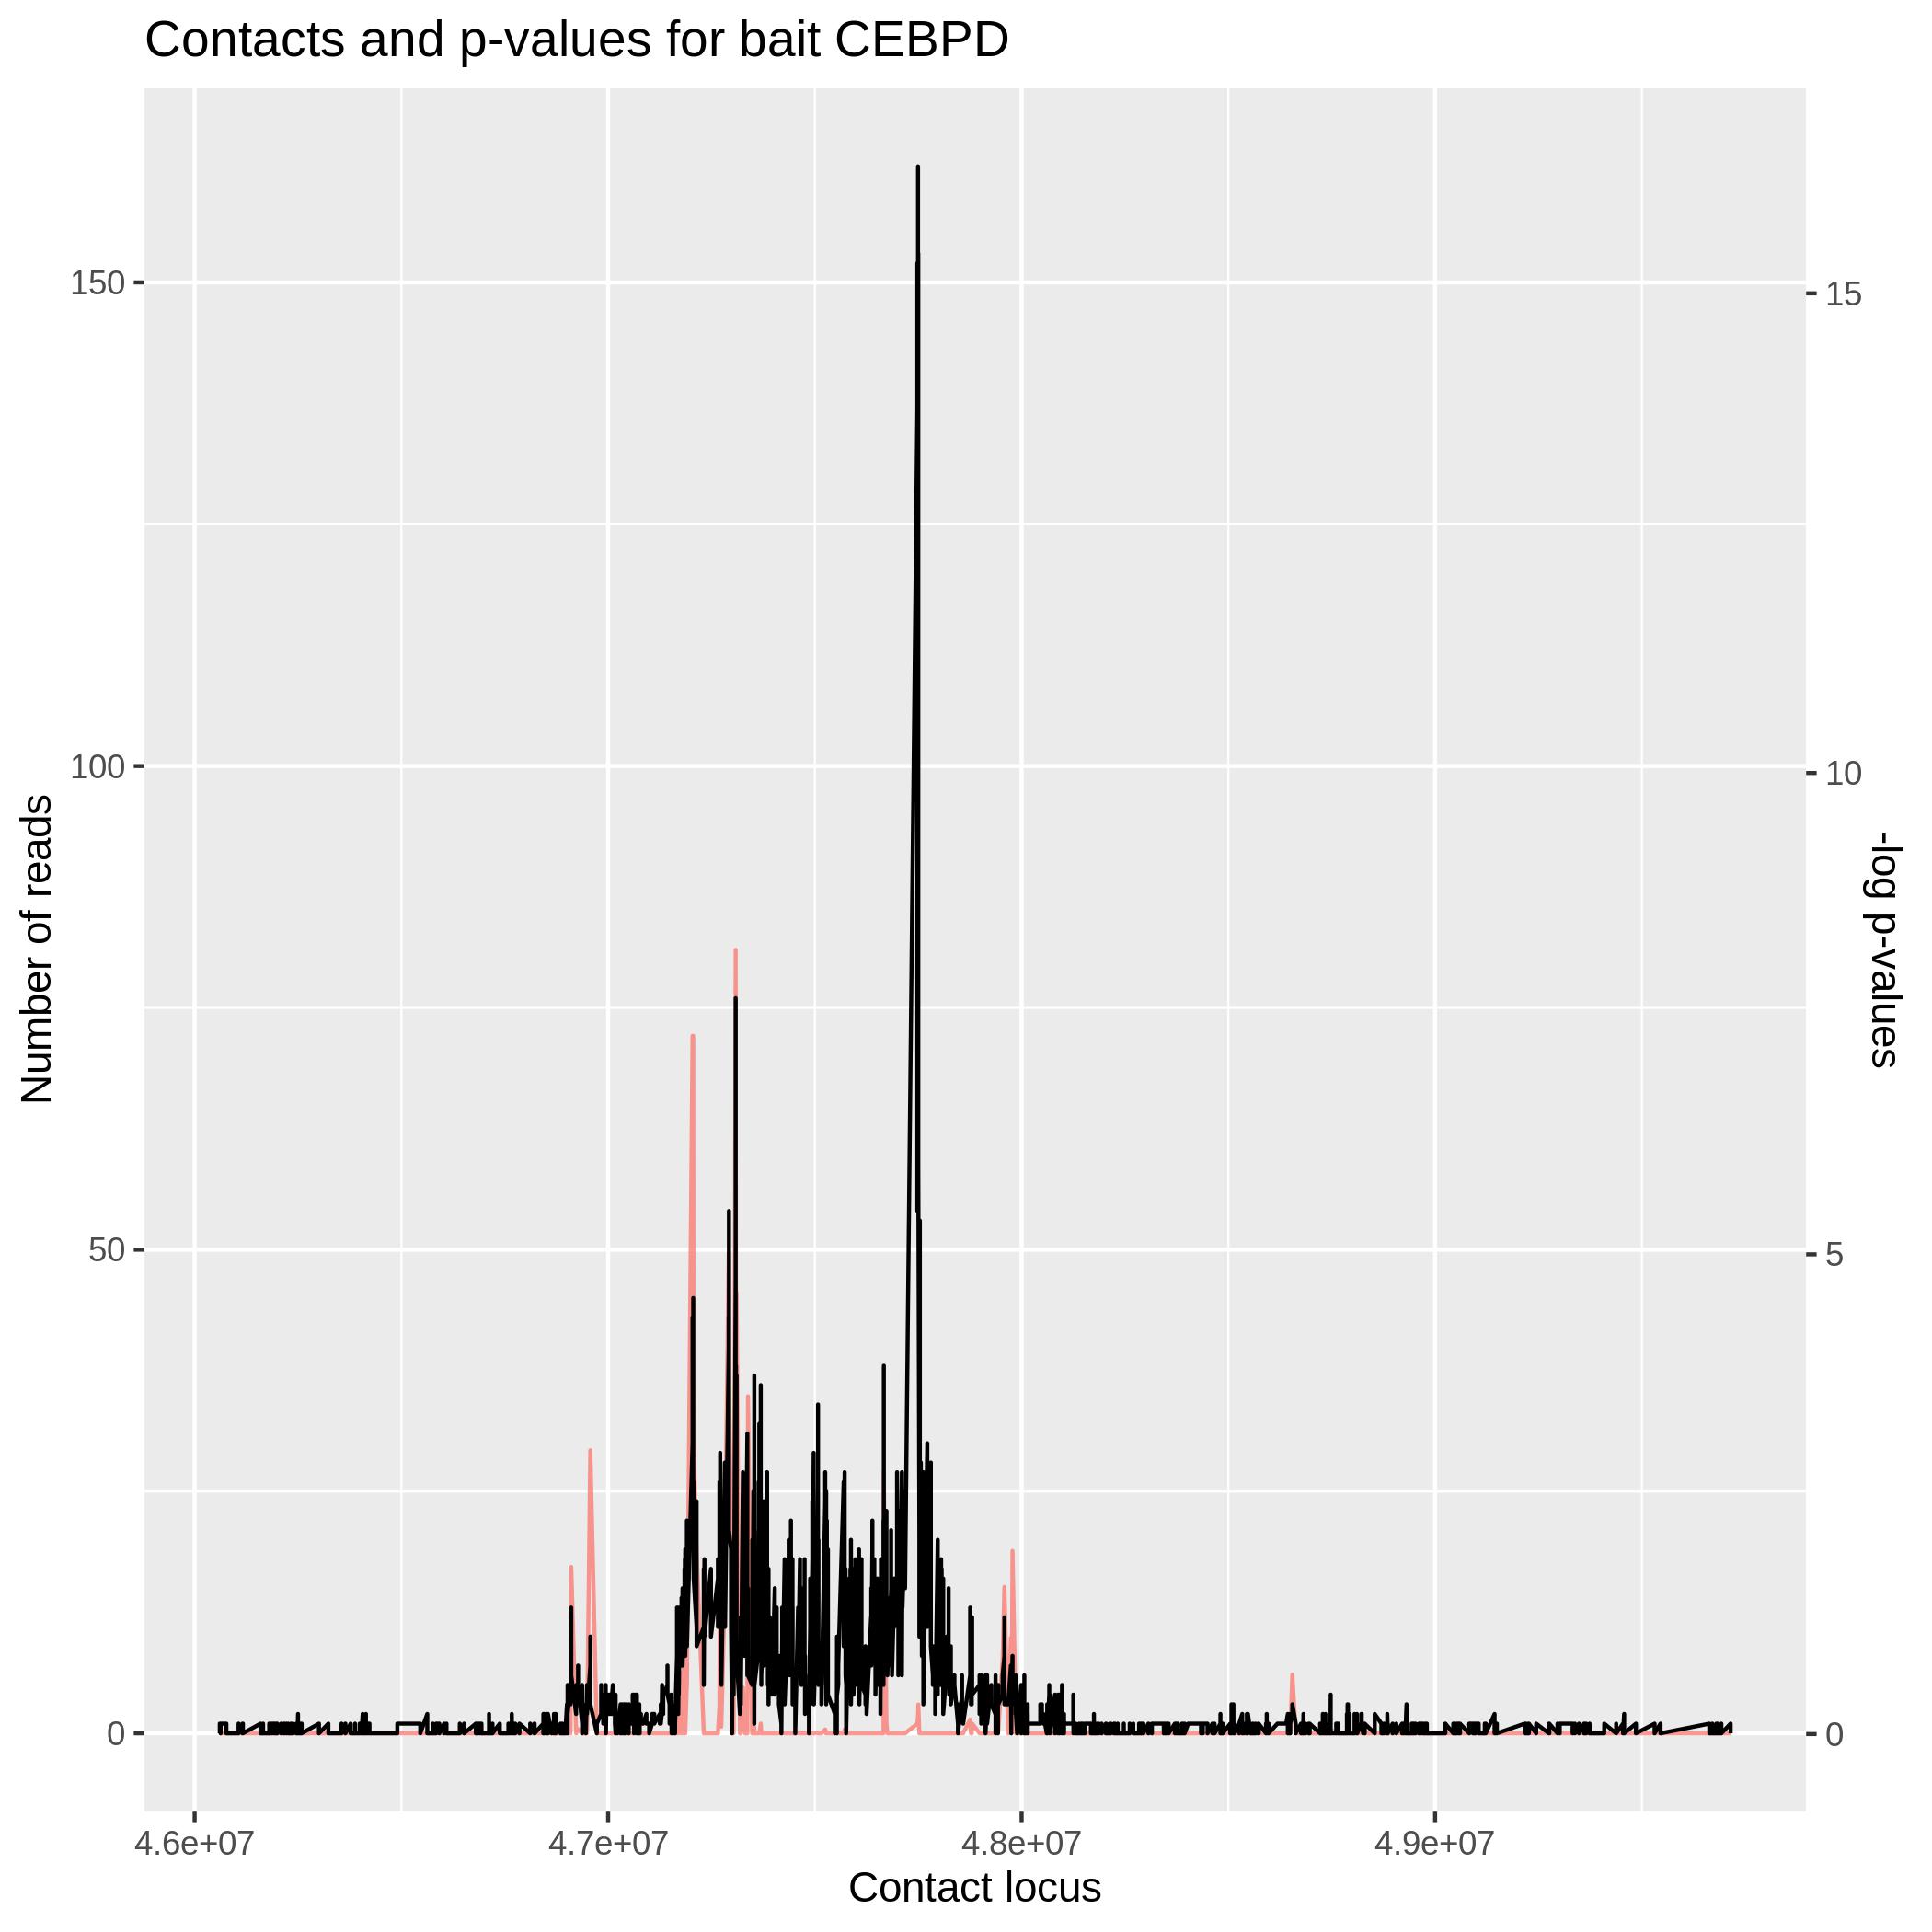 Contacts and p-values for bait CEBPD
150
100
50
0
Number of reads
15
10
5
0
-log p-values
4.6e+07
4.7e+07
4.8e+07
4.9e+07
Contact locus